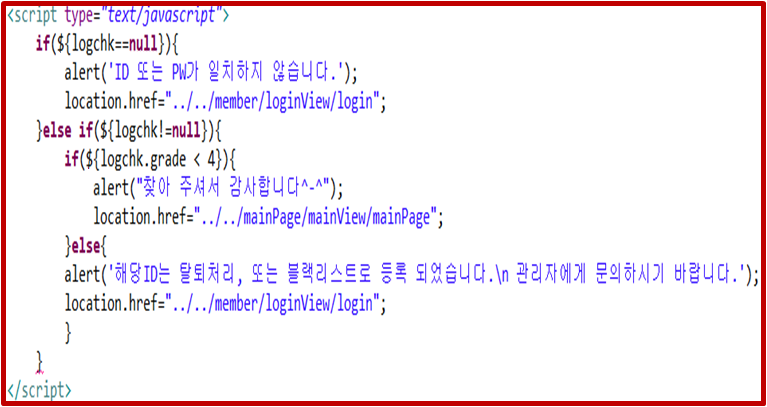 <script type="text/javascript">
if(${logchk==null}){
alert('ID 또는 PW가 일치하지 않습니다.');
location.href="../../member/loginView/login";
}else if(${logchk!=null}){
if(${logchk.grade < 4}){
alert("찾아 주셔서 감사합니다^-^");
location.href="../../mainPage/mainView/mainPage";
}else{
alert('해당ID는 탈퇴처리, 또는 블랙리스트로 등록 되었습니다.\n 관리자에게 문의하시기 바랍니다.');
location.href="../../member/loginView/login";
}
}
</script>